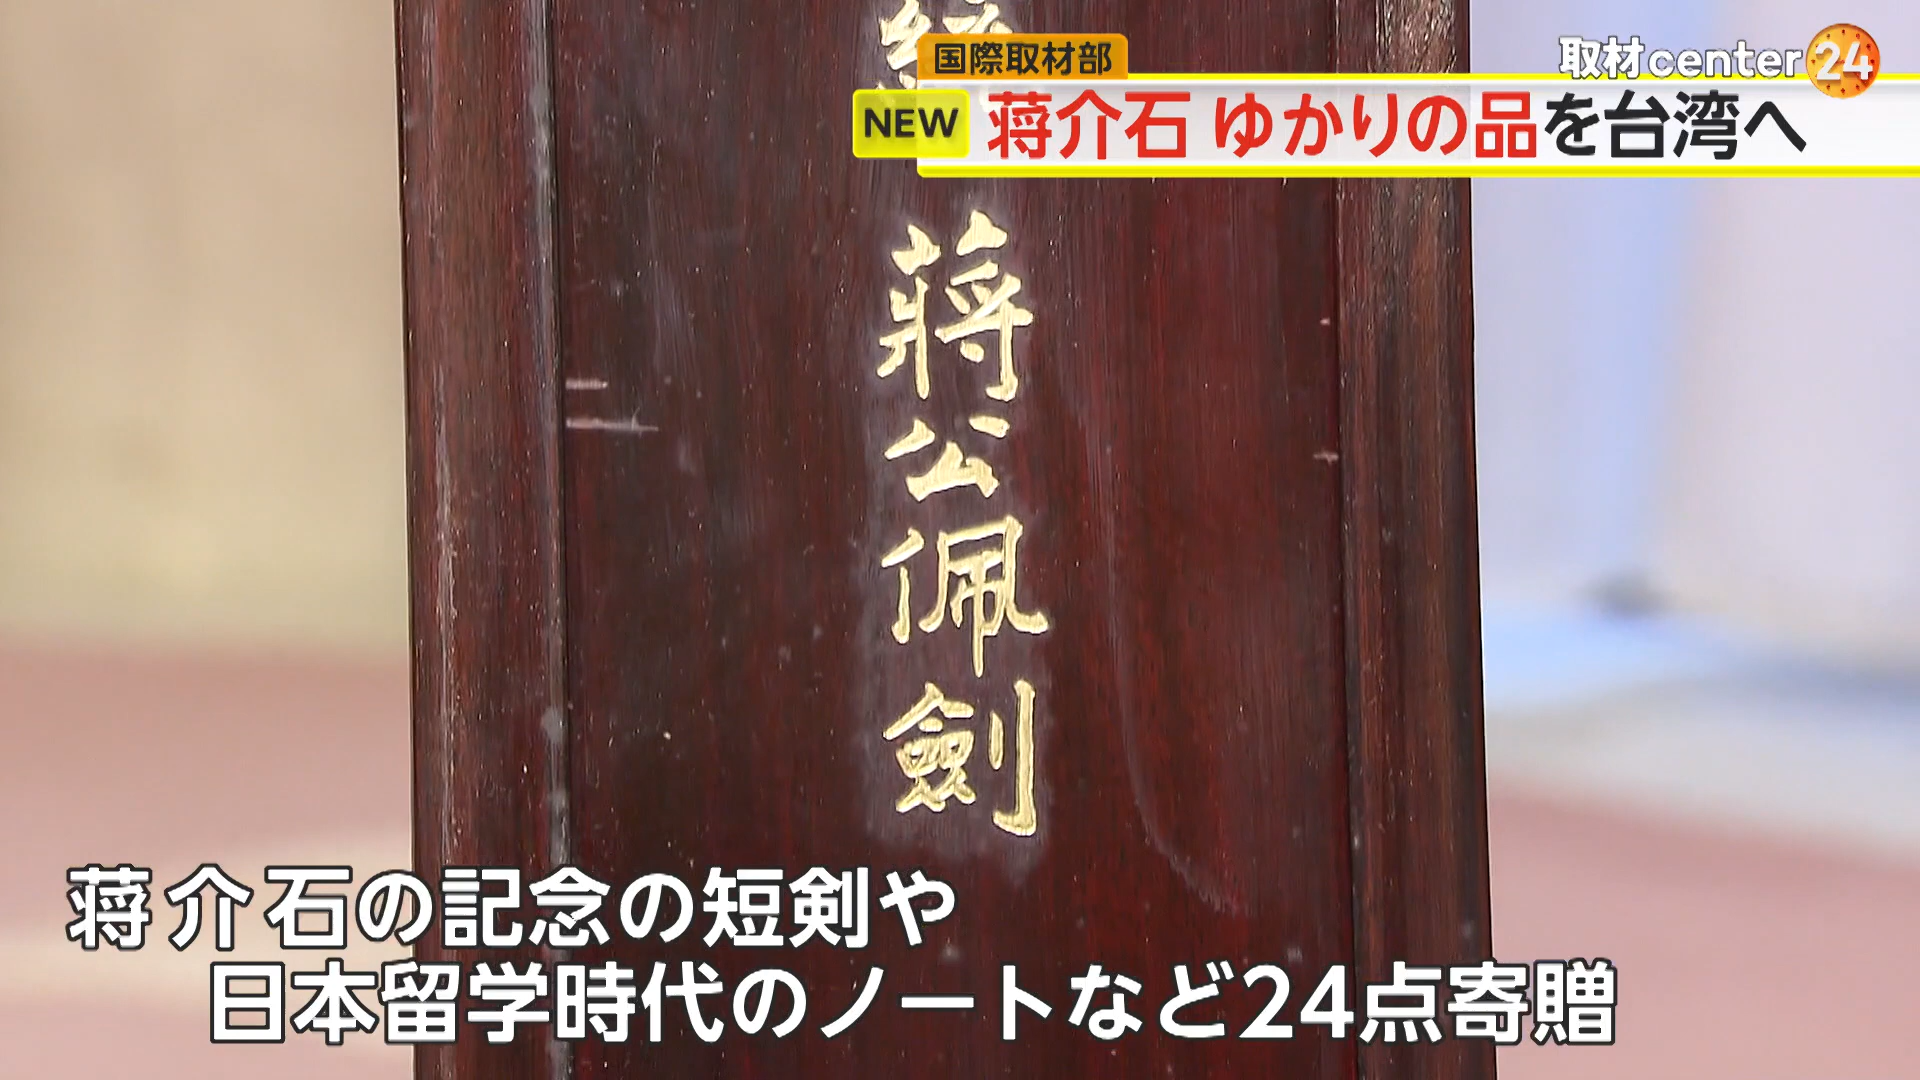 国際取材部
取材center24
NEW
蒋介石 ゆかりの品を台湾へ
蔣公佩劍
蒋介石の記念の短剣や
日本留学時代のノートなど24点寄贈